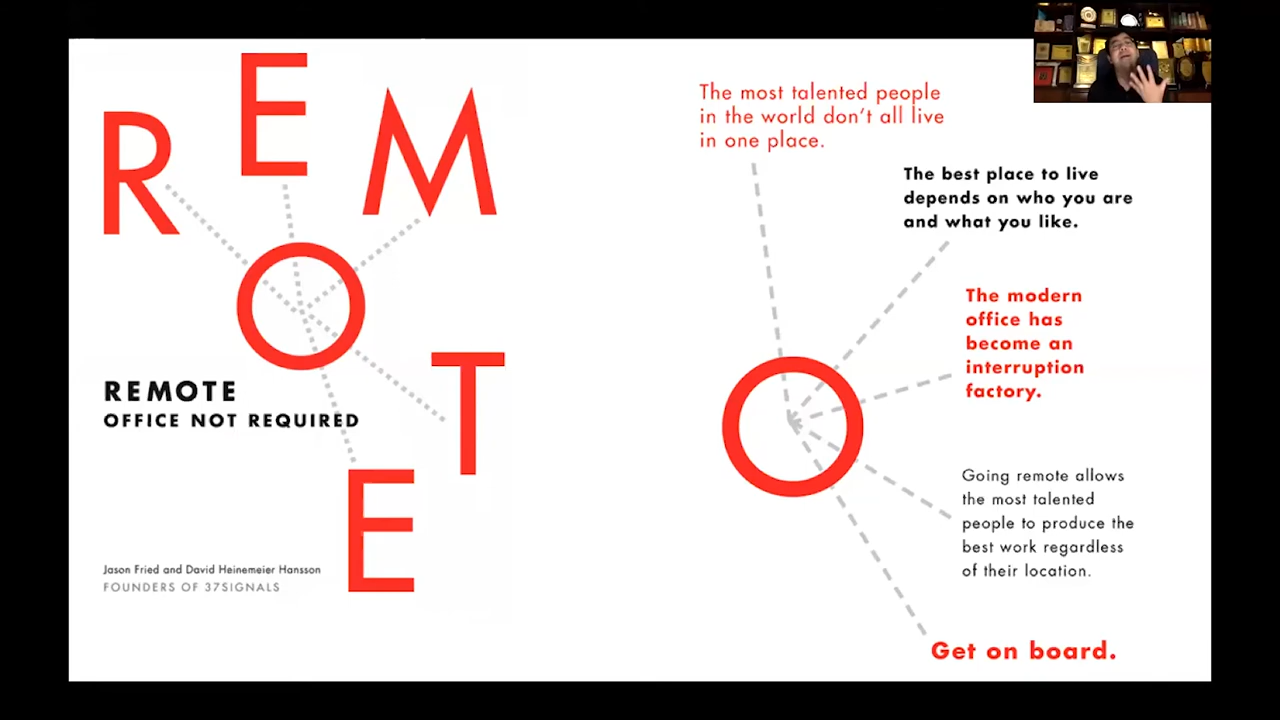 REMOTE
REMOTE
OFFICE NOT REQUIRED
Jason Fried and David Heinemeier Hansson
FOUNDERS OF 37SIGNALS
The most talented people
in the world don't all live
in one place.
The best place to live
depends on who you are
and what you like.
The modern
office has
become an
interruption
factory.
Going remote allows
the most talented
people to produce the
best work regardless
of their location.
Get on board.